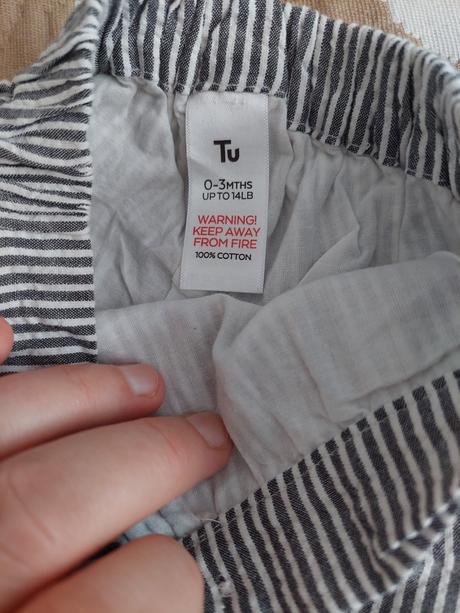 Tu
0-3MTHS
UP TO 14LB
WARNING!
KEEP AWAY
FROM FIRE
100% COTTON